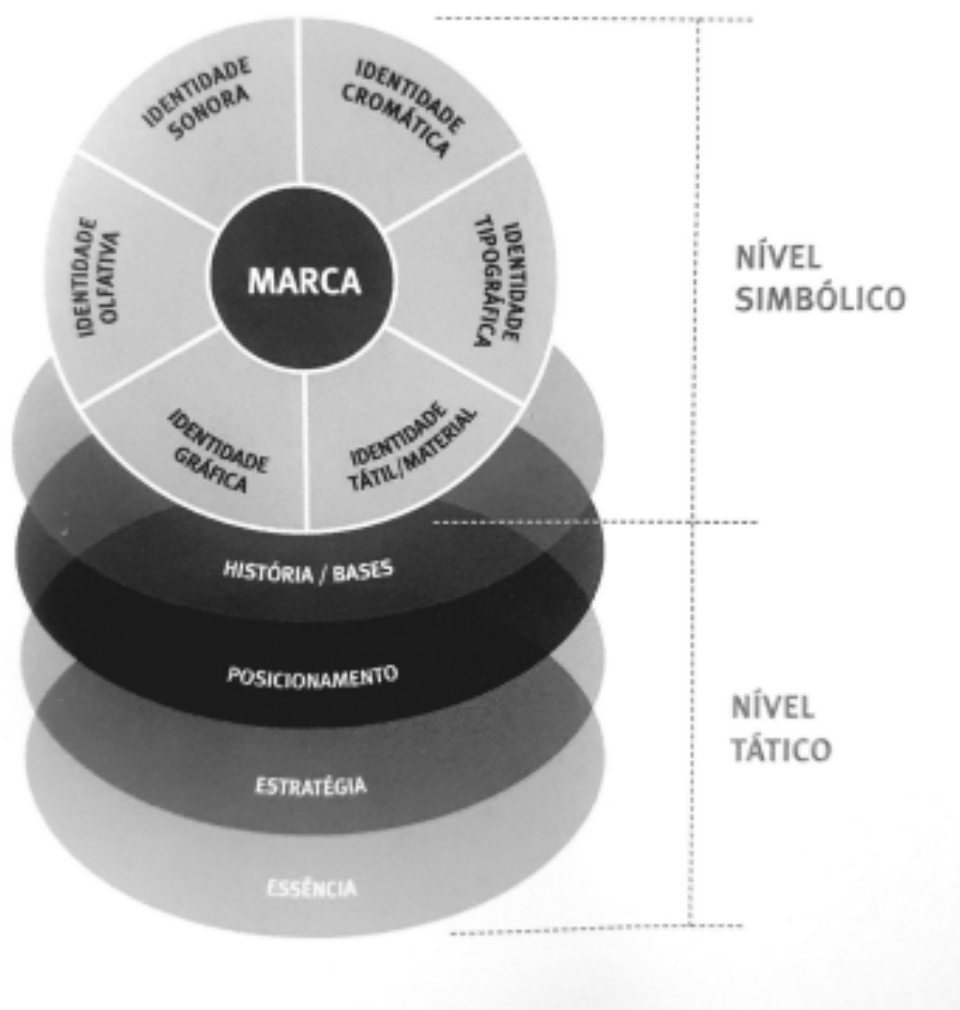 IDENTIDADE
SONORA
IDENTIDADE
CROMÁTICA
IDENTIDADE
OLFATIVA
MARCA
IDENTIDADE
TIPOGRÁFICA
IDENTIDADE
GRÁFICA
IDENTIDADE
TÁTIL/MATERIAL
NÍVEL
SIMBÓLICO
HISTÓRIA / BASES
POSICIONAMENTO
ESTRATÉGIA
ESSÊNCIA
NÍVEL
TÁTICO